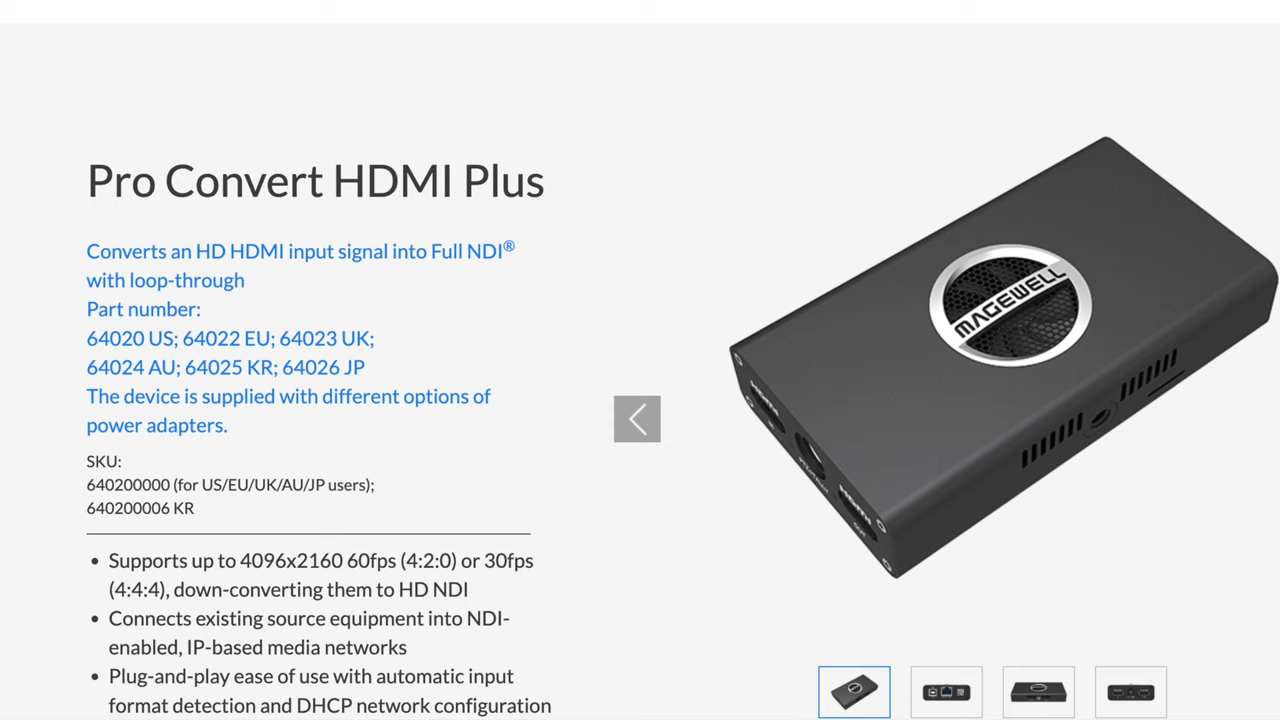 Pro Convert HDMI Plus
Converts an HD HDMI input signal into Full NDI®
with loop-through
Part number:
64020 US; 64022 EU; 64023 UK;
64024 AU; 64025 KR; 64026 JP
The device is supplied with different options of
power adapters.
SKU:
640200000 (for US/EU/UK/AU/JP users);
640200006 KR
• Supports up to 4096x2160 60fps (4:2:0) or 30fps
(4:4:4), down-converting them to HD NDI
• Connects existing source equipment into NDI-
enabled, IP-based media networks
• Plug-and-play ease of use with automatic input
format detection and DHCP network configuration
MAGEWELL
HDMI
HDMI
OUT